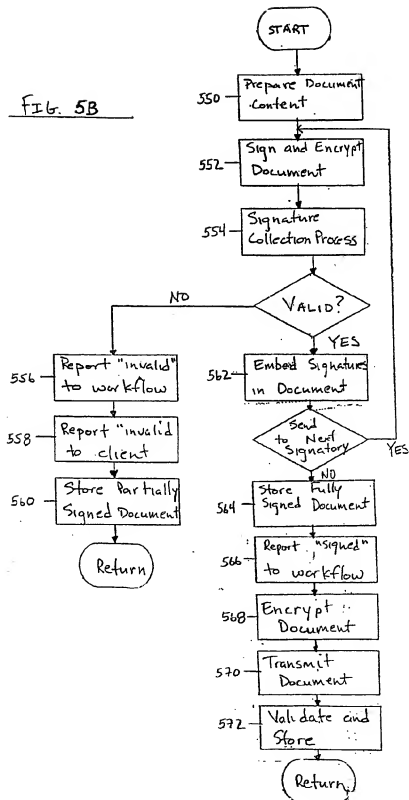 FIG. 5B
START
550
Prepare Document
Content
552
Sign and Encrypt
Document
554
Signature
Collection Process
VALID?
NO
YES
556
Report "invalid"
to workflow
558
Report "invalid
to client
560
Store Partially
Signed Document
Return
562
Embed Signatures
in Document
Send
to Next
Signatory
YES
NO
564
Store Fully
Signed Document
566
Report "Signed"
to workflow
568
Encrypt
Document
570
Transmit
Document
572
Validate and
Store
Return